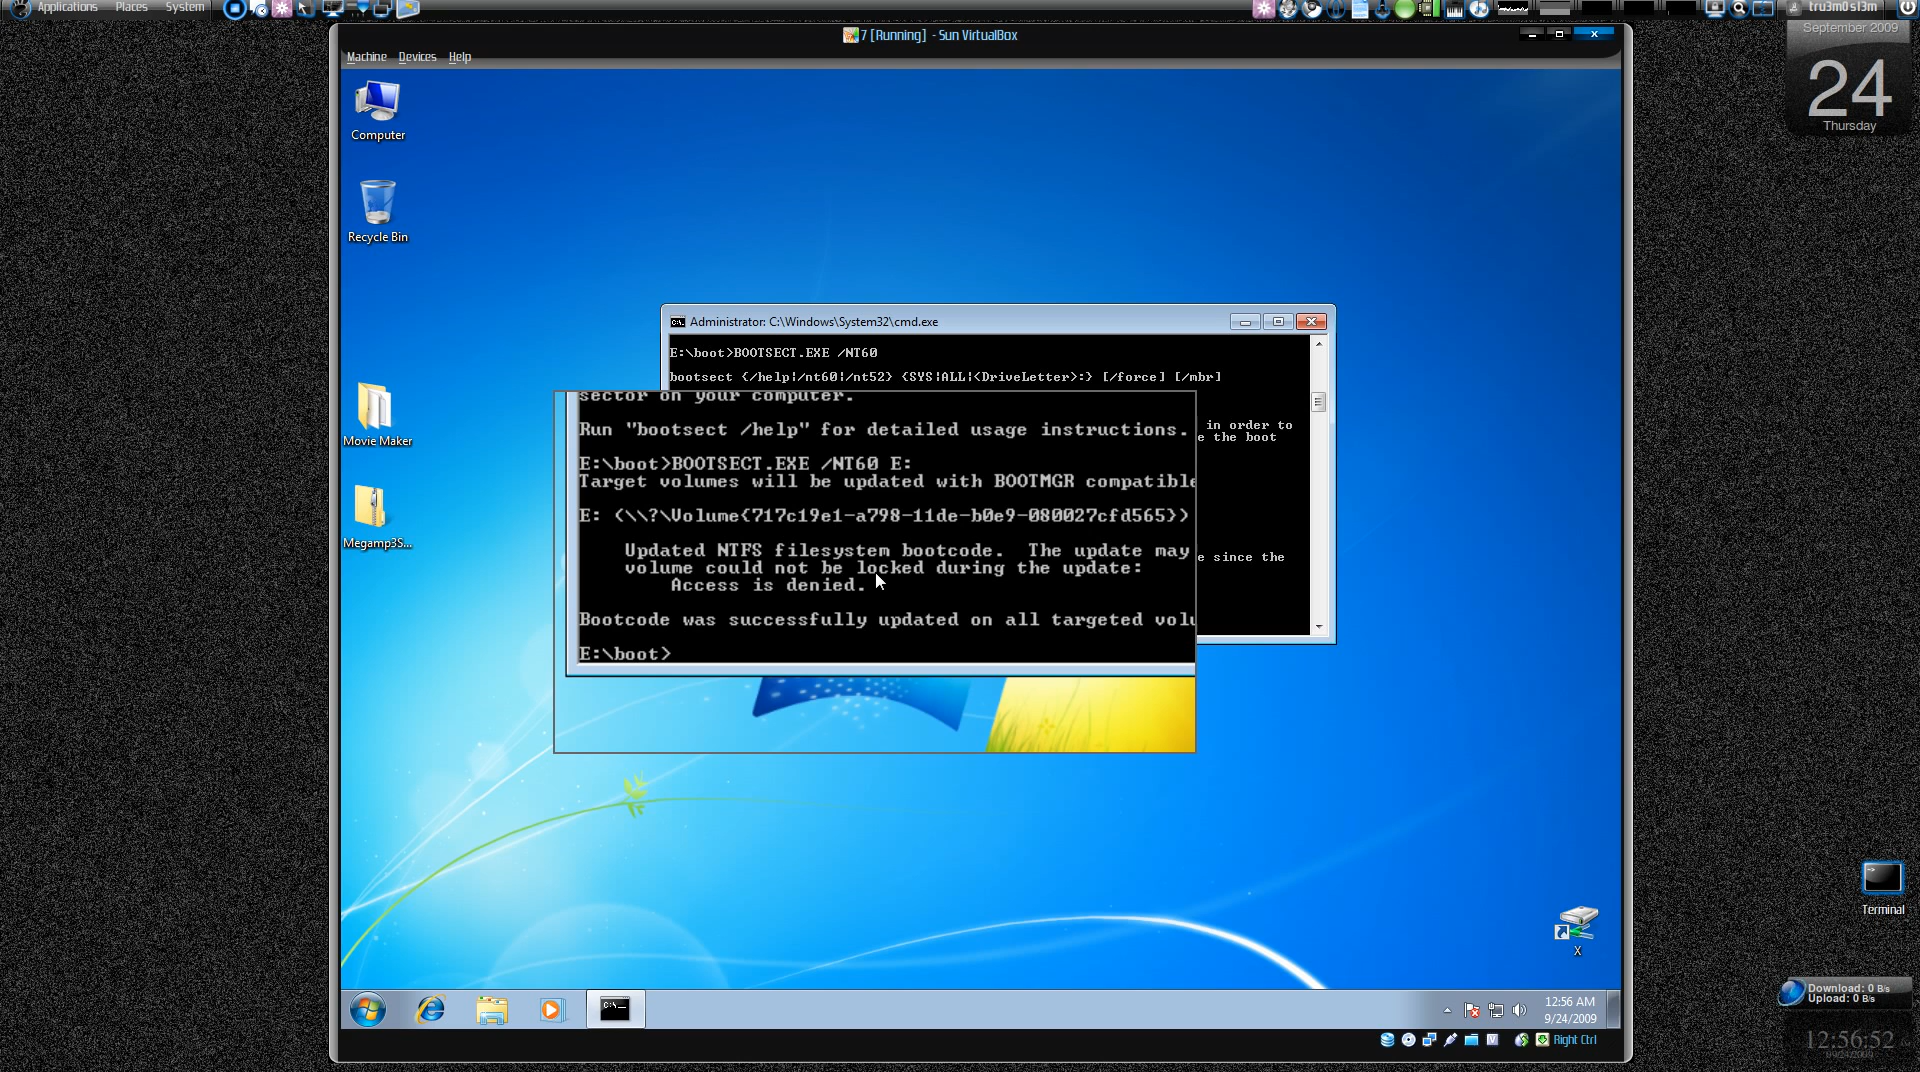 Applications Places System
tru3m0sl3m
7 [Running] - Sun VirtualBox
Machine Devices Help
September 2009
24
Thursday
Computer
Recycle Bin
Movie Maker
Megamp3S...
Administrator: C:\Windows\System32\cmd.exe
E:\boot>BOOTSECT.EXE /NT60
bootsect {/help|/nt60|/nt52} {SYS|ALL|<DriveLetter>:} [/force] [/mbr]
in order to
e the boot
e since the
sector on your computer.
Run "bootsect /help" for detailed usage instructions.
E:\boot>BOOTSECT.EXE /NT60 E:
Target volumes will be updated with BOOTMGR compatible
E: (\\?\Volume{717c19e1-a798-11de-b0e9-080027cfd565})
Updated NTFS filesystem bootcode. The update may
volume could not be locked during the update:
Access is denied.
Bootcode was successfully updated on all targeted volu
E:\boot>
X
Terminal
Download: 0 B/s
Upload: 0 B/s
12:56 AM
9/24/2009
Right Ctrl
12:56:52
09/24/2009